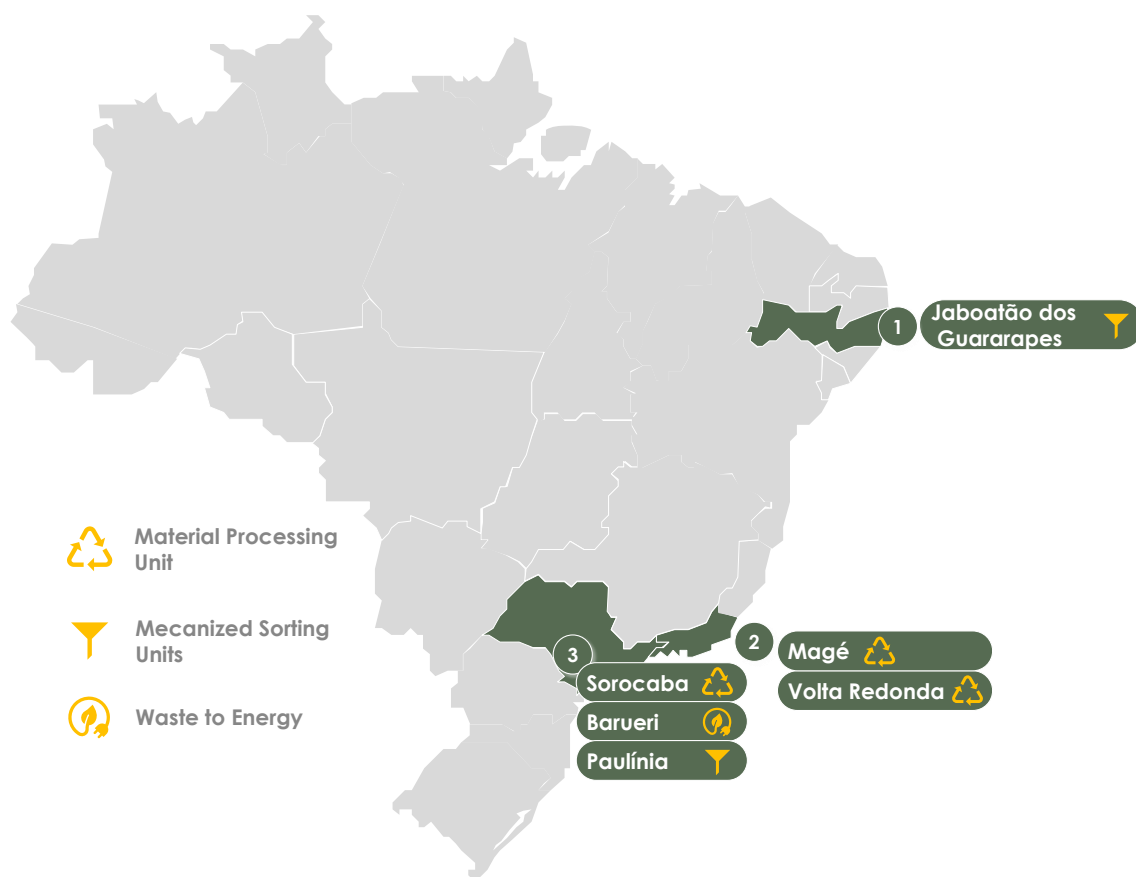 1
Jaboatão dos
Guararapes
Material Processing
Unit
Mecanized Sorting
Units
Waste to Energy
2
Magé
Volta Redonda
3
Sorocaba
Barueri
Paulínia